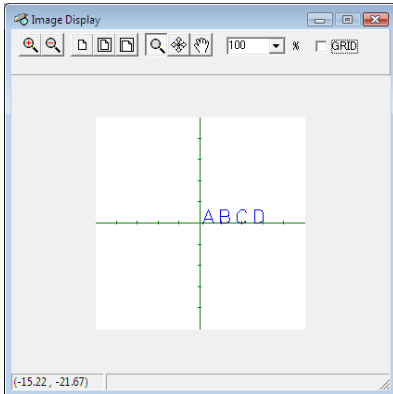 Image Display
100 % GRID
ABCD
(-15.22 , -21.67)